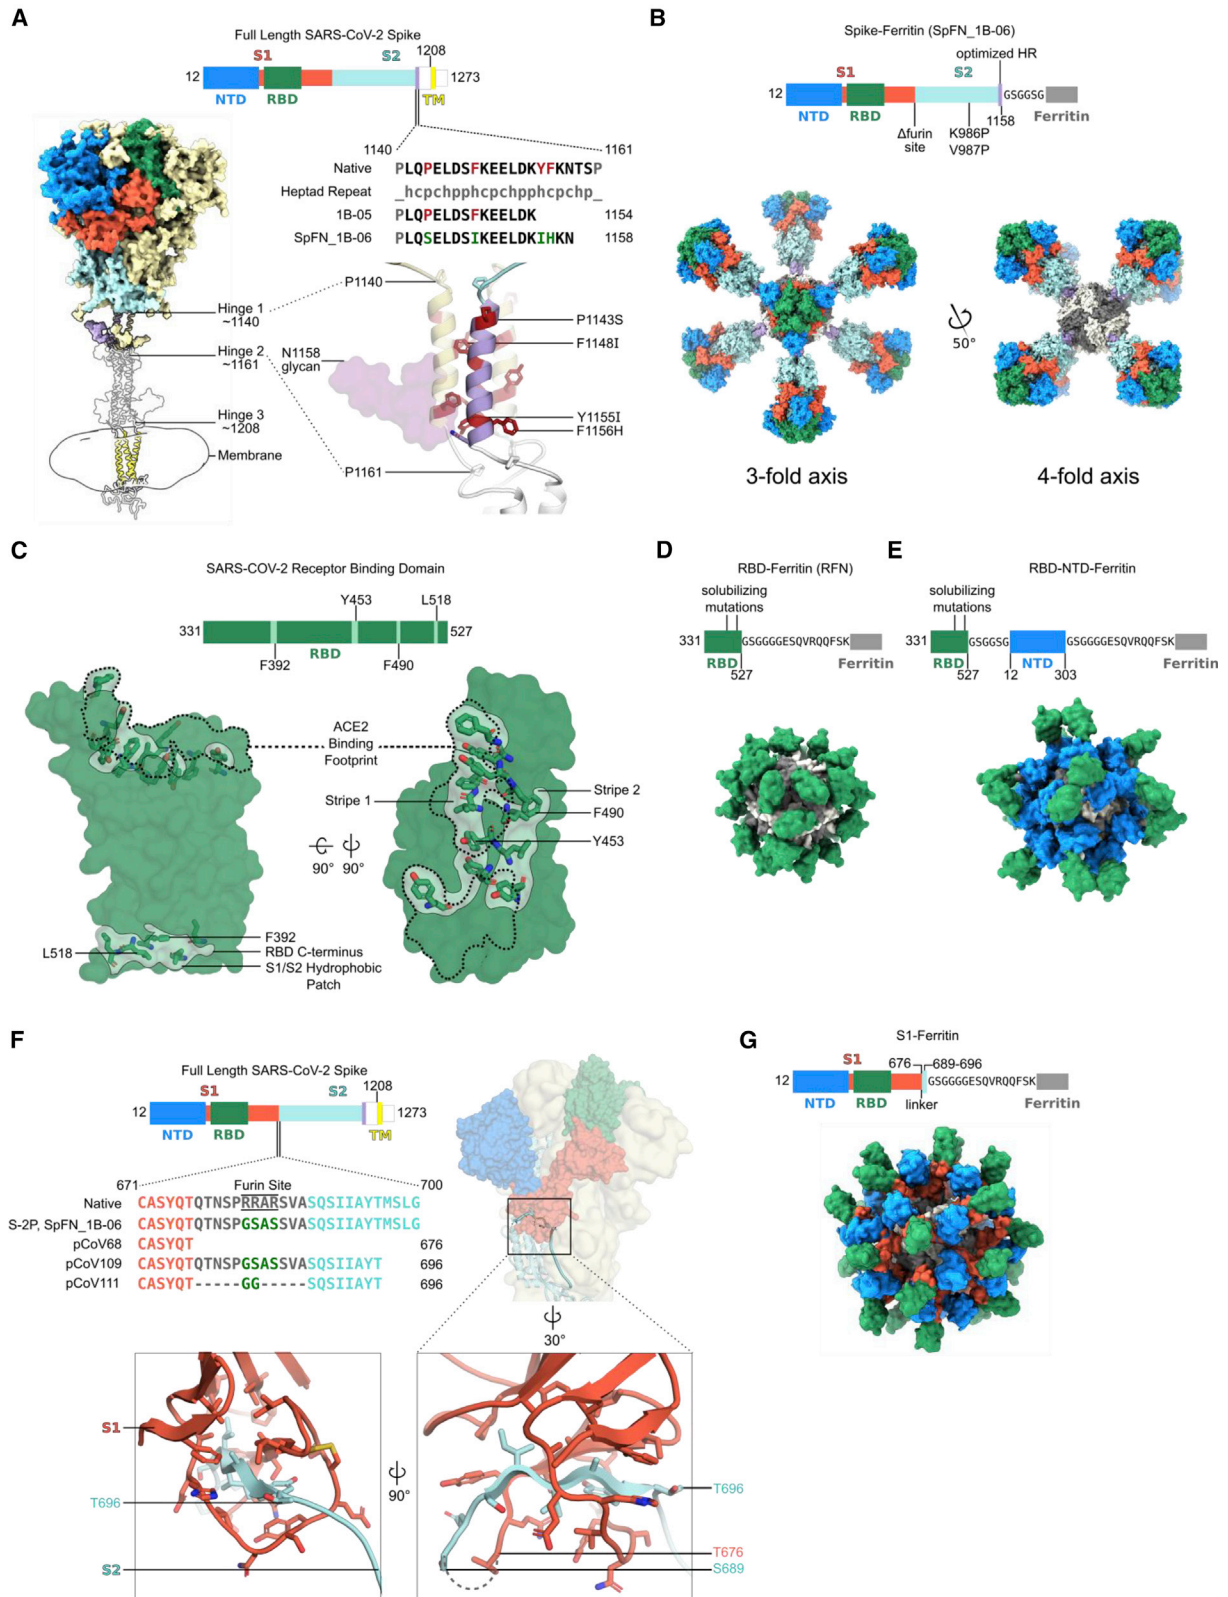 A
Full Length SARS-CoV-2 Spike
S1
S2
1208
12
1273
NTD
RBD
TM
1140
1161
Native
PLQPELDSFKEELDKYFKNTSP
Heptad Repeat
_hcpchpphcpchpphcpchp_
1B-05
PLQPELDSFKEELDK
1154
SpFN_1B-06
PLQSELDSIKEELDKIHKN
1158
Hinge 1
~1140
Hinge 2
~1161
Hinge 3
~1208
Membrane
P1140
N1158
glycan
P1161
P1143S
F1148I
Y1155I
F1156H
B
Spike-Ferritin (SpFN_1B-06)
optimized HR
S1
S2
12
GSGGSG
NTD
RBD
Δfurin
site
K986P
V987P
1158
Ferritin
50°
3-fold axis
4-fold axis
C
SARS-COV-2 Receptor Binding Domain
Y453
L518
331
527
F392
RBD
F490
ACE2
Binding
Footprint
Stripe 1
Stripe 2
F490
Y453
90° 90°
L518
F392
RBD C-terminus
S1/S2 Hydrophobic
Patch
D
RBD-Ferritin (RFN)
solubilizing
mutations
331
GSGGGGESQVRQQFSK
RBD
527
Ferritin
E
RBD-NTD-Ferritin
solubilizing
mutations
331
GSGGSG
GSGGGGESQVRQQFSK
RBD
527
12
NTD
303
Ferritin
F
Full Length SARS-CoV-2 Spike
S1
S2
1208
12
1273
NTD
RBD
TM
671
Furin Site
700
Native
CASYQTQTNSPRRARSVASQSIIAYTMSLG
S-2P, SpFN_1B-06
CASYQTQTNSPGSASSVASQSIIAYTMSLG
pCoV68
CASYQT
676
pCoV109
CASYQTQTNSPGSASSVASQSIIAYT
696
pCoV111
CASYQT-----GG-----SQSIIAYT
696
30°
S1
T696
S2
90°
T696
T676
S689
G
S1-Ferritin
S1
676
689-696
12
GSGGGGESQVRQQFSK
NTD
RBD
linker
Ferritin